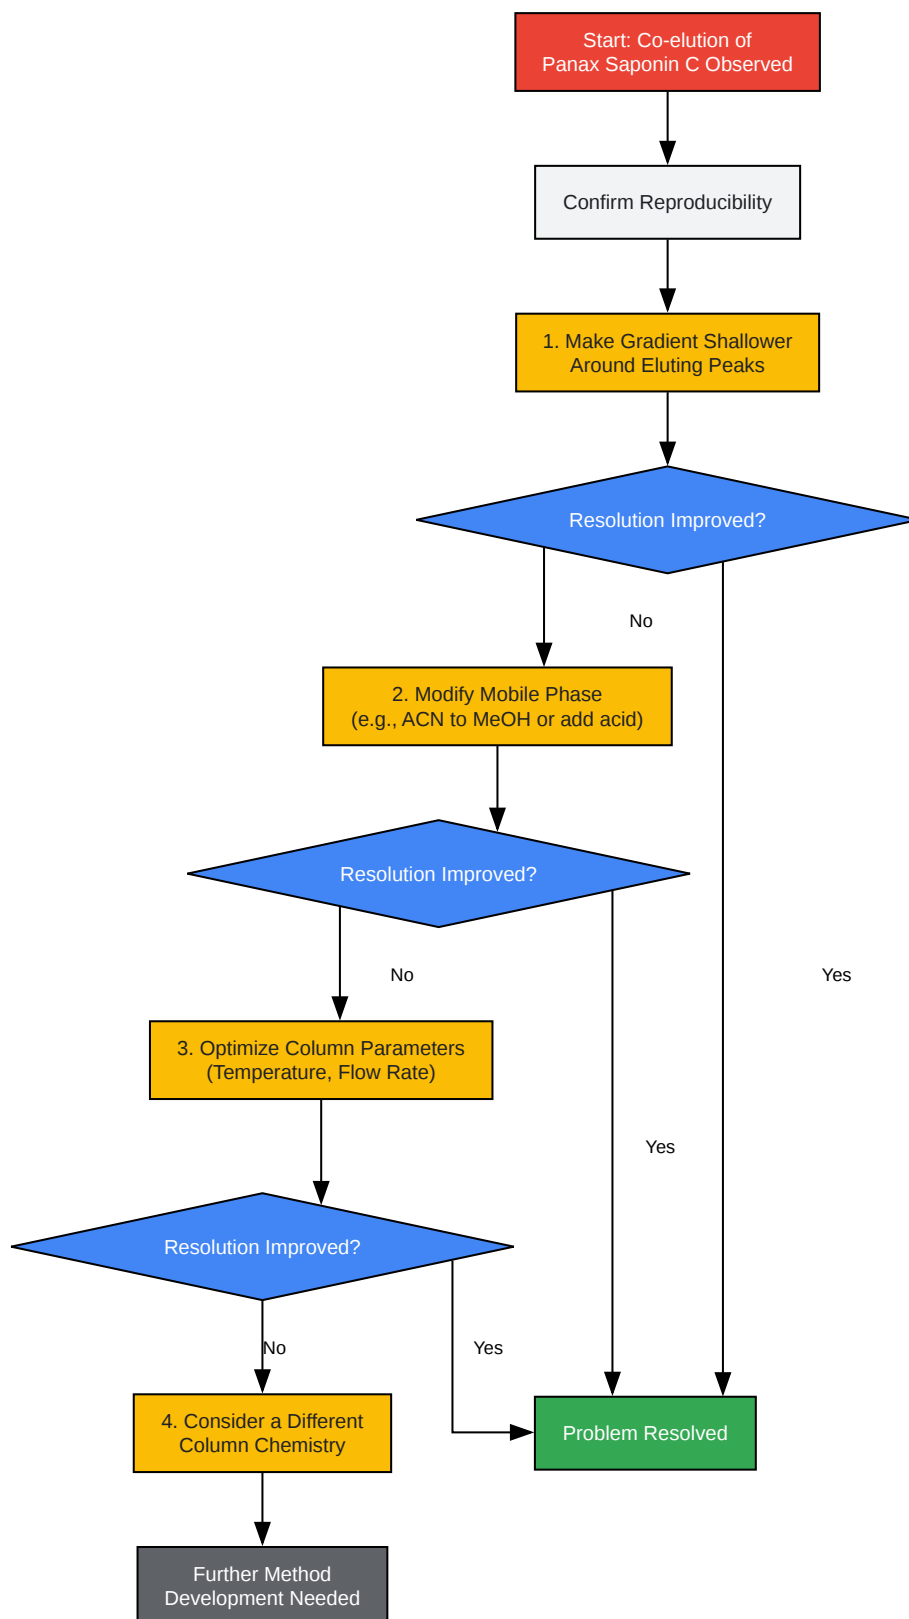 Start: Co-elution of
Panax Saponin C Observed
Confirm Reproducibility
1. Make Gradient Shallower
Around Eluting Peaks
Resolution Improved?
No
2. Modify Mobile Phase
(e.g., ACN to MeOH or add acid)
Resolution Improved?
No
Yes
3. Optimize Column Parameters
(Temperature, Flow Rate)
Yes
Resolution Improved?
No
Yes
4. Consider a Different
Column Chemistry
Problem Resolved
Further Method
Development Needed